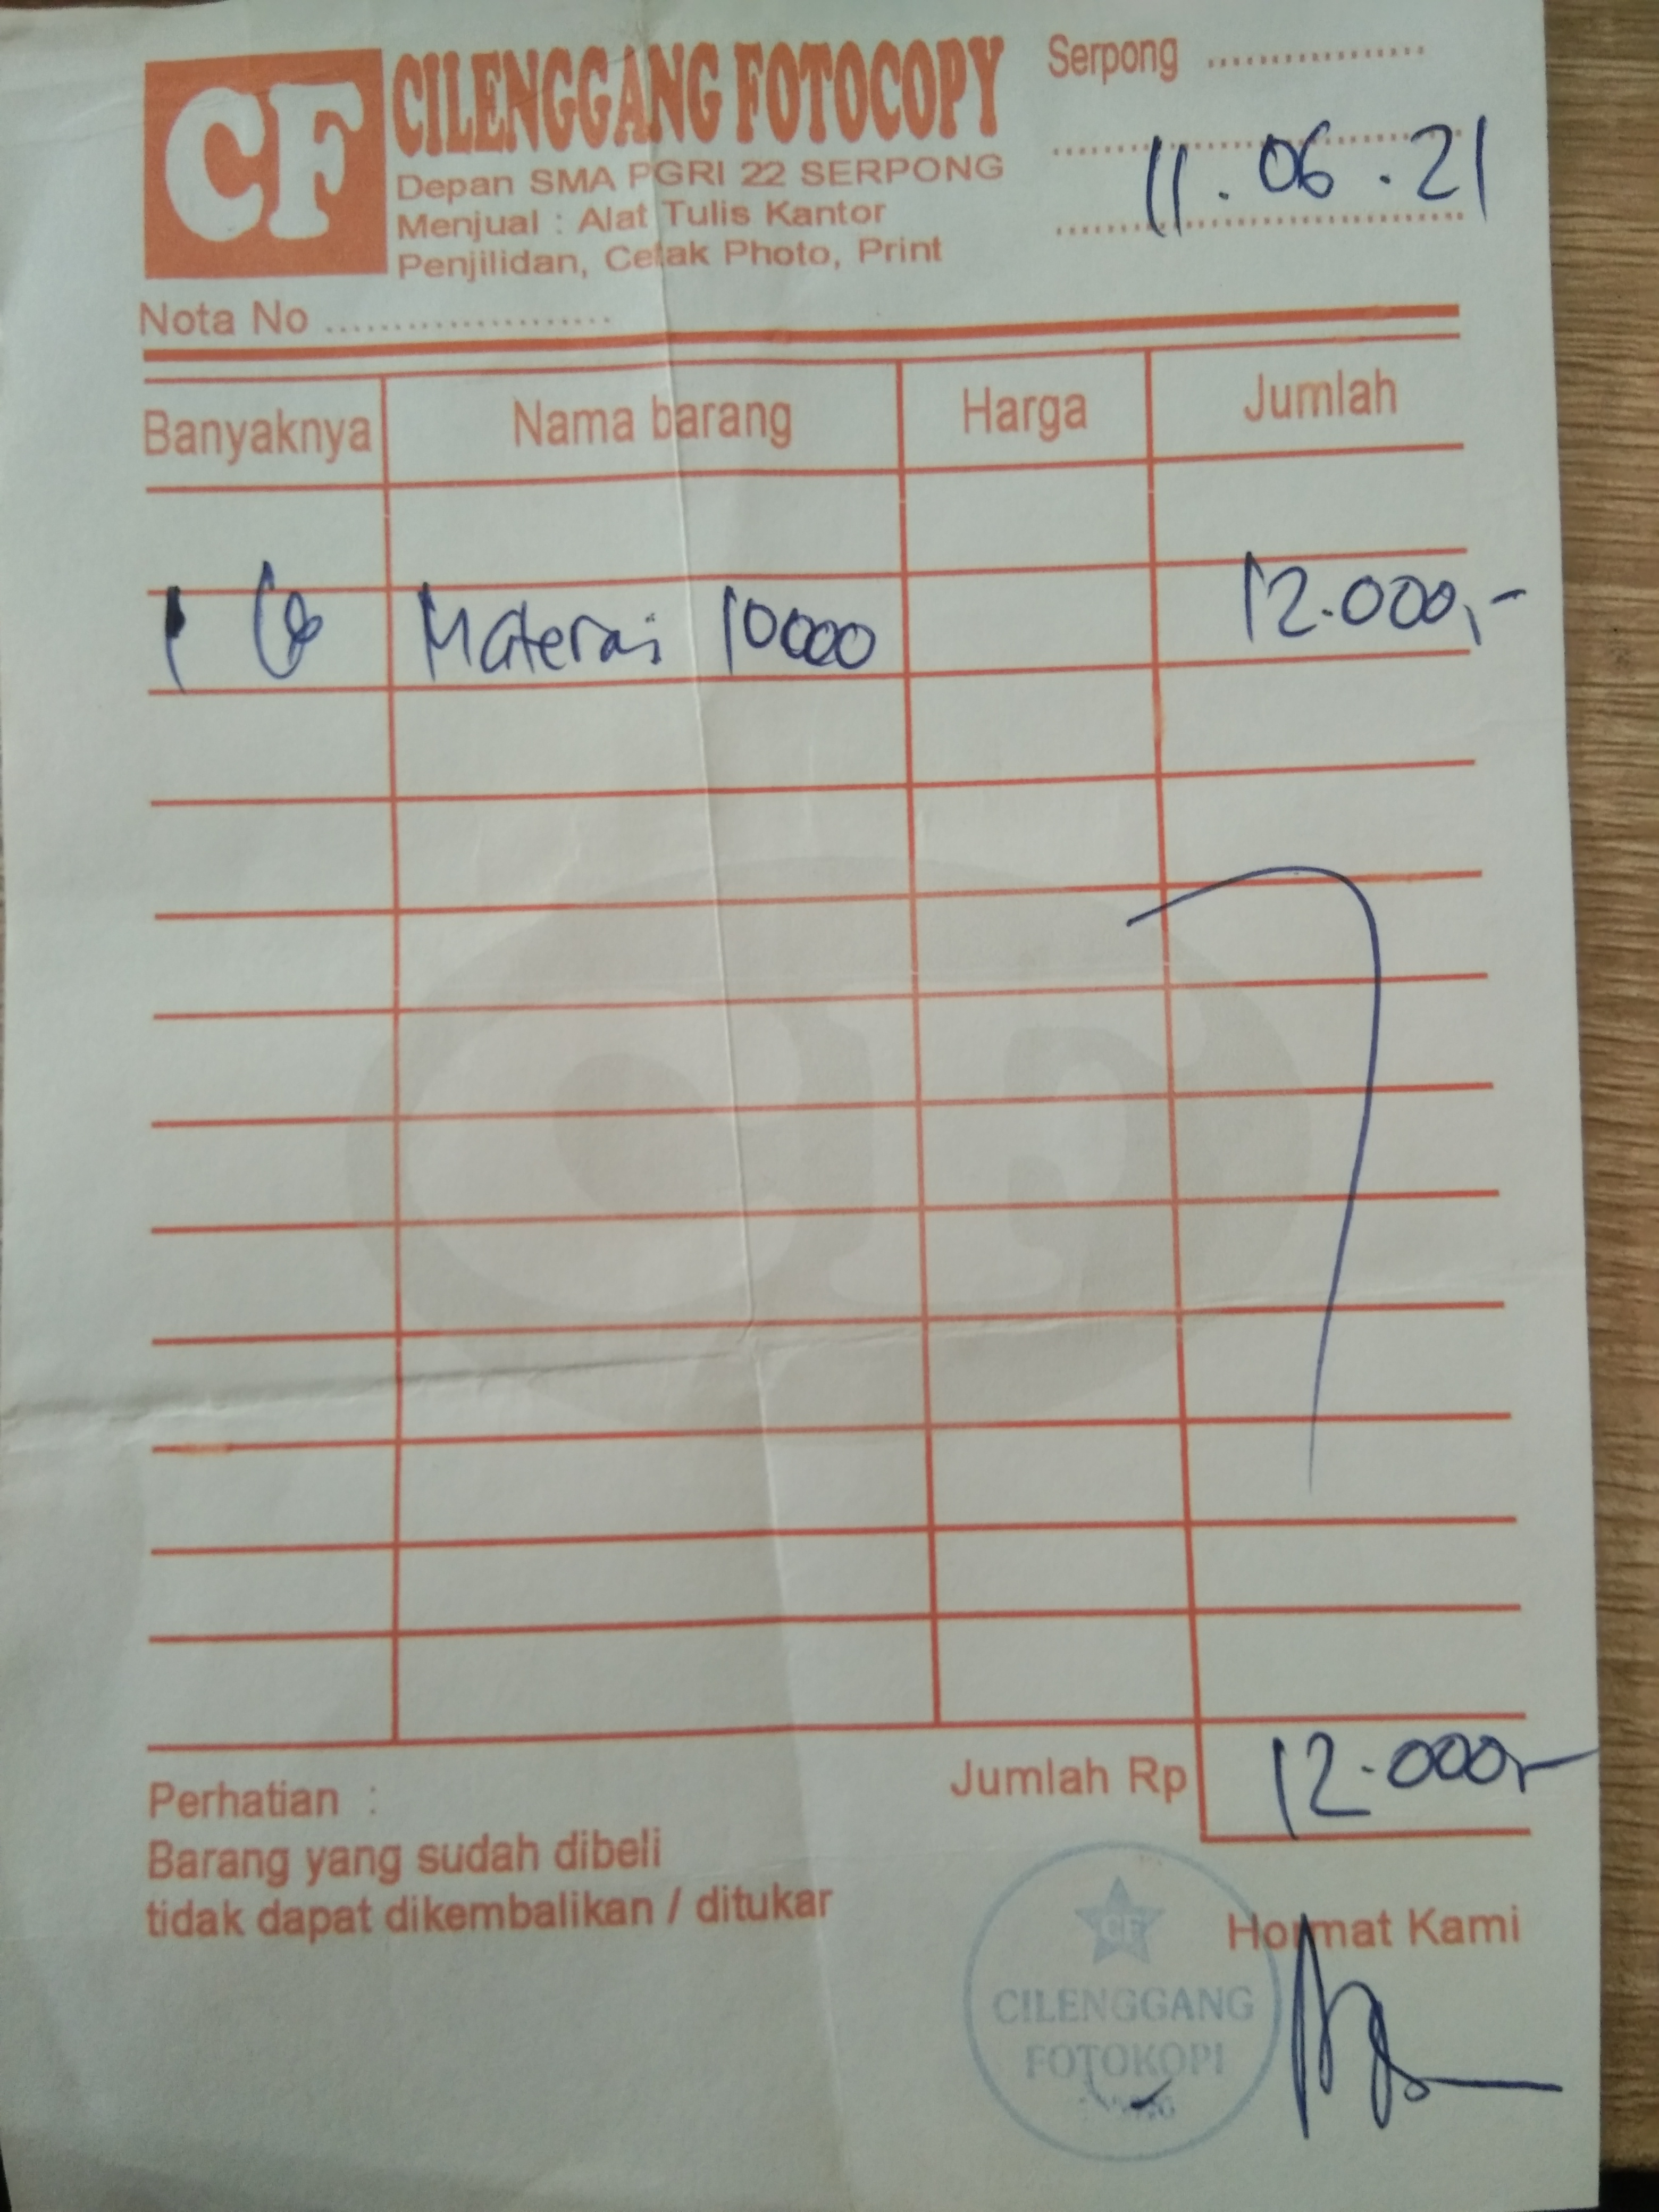 CF
CILENGGANG FOTOCOPY
Depan SMA PGRI 22 SERPONG
Menjual : Alat Tulis Kantor
Penjilidan, Cetak Photo, Print
Serpong ................
11.06.21
Nota No .....................
Banyaknya Nama barang Harga Jumlah
1 Materai 10000 12.000,-
Jumlah Rp 12.000,-
Perhatian :
Barang yang sudah dibeli
tidak dapat dikembalikan / ditukar
Hormat Kami
CF
CILENGGANG
FOTOKOPI